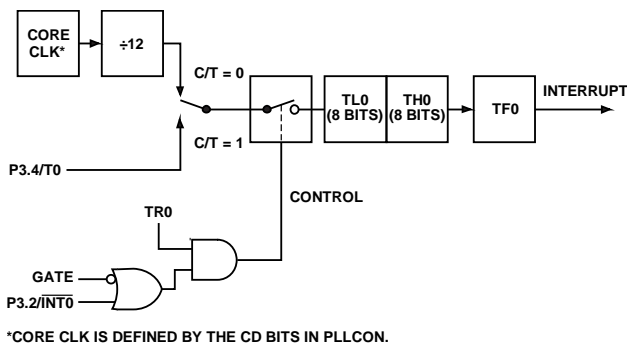 CORE
CLK*
÷12
C/T = 0
C/T = 1
P3.4/T0
TL0
(8 BITS)
TH0
(8 BITS)
TF0
INTERRUPT
CONTROL
TR0
GATE
P3.2/I̅N̅T̅0̅
*CORE CLK IS DEFINED BY THE CD BITS IN PLLCON.